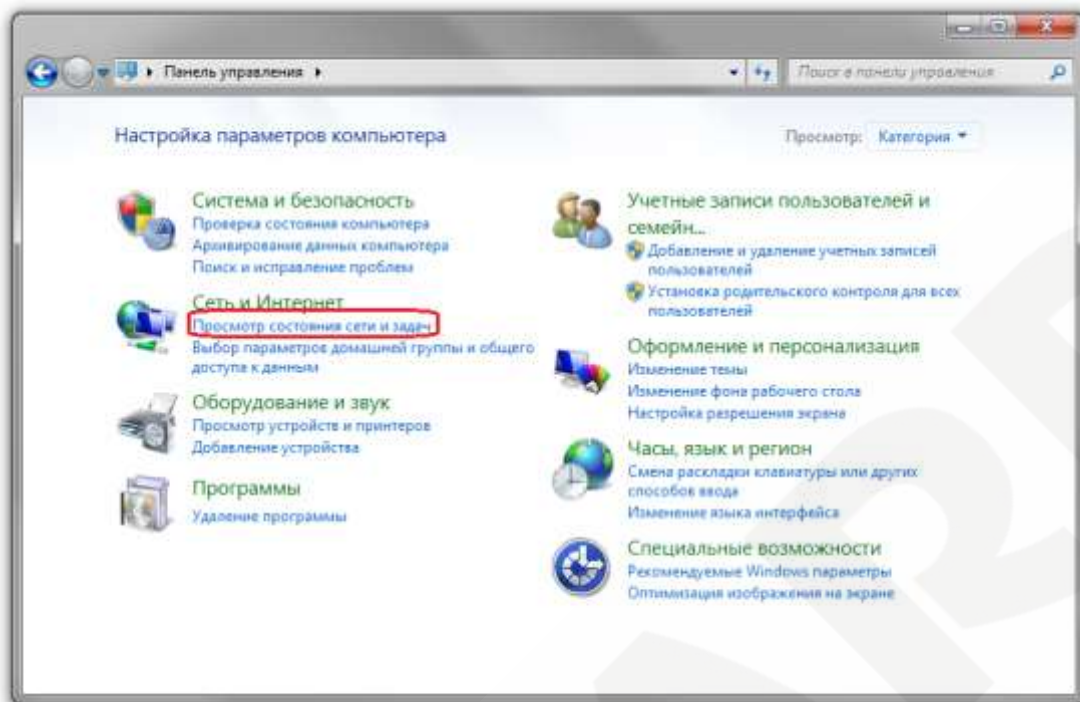 Панель управления
Поиск в панели управления
Настройка параметров компьютера
Просмотр: Категория
Система и безопасность
Проверка состояния компьютера
Архивирование данных компьютера
Поиск и исправление проблем
Сеть и Интернет
Просмотр состояния сети и задач
Выбор параметров домашней группы и общего
доступа к данным
Оборудование и звук
Просмотр устройств и принтеров
Добавление устройства
Программы
Удаление программы
Учетные записи пользователей и
семейн...
Добавление и удаление учетных записей
пользователей
Установка родительского контроля для всех
пользователей
Оформление и персонализация
Изменение темы
Изменение фона рабочего стола
Настройка разрешения экрана
Часы, язык и регион
Смена раскладки клавиатуры или других
способов ввода
Изменение языка интерфейса
Специальные возможности
Рекомендуемые Windows параметры
Оптимизация изображения на экране